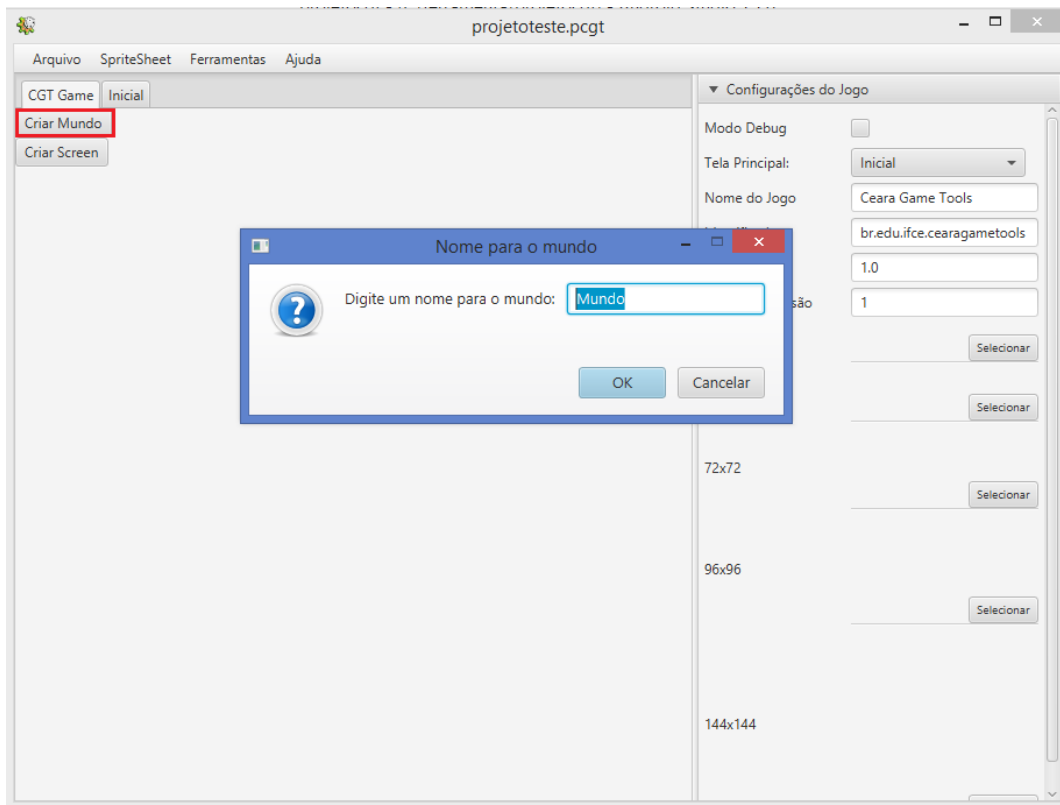 projetoteste.pcgt
Arquivo SpriteSheet Ferramentas Ajuda
CGT Game Inicial
Criar Mundo
Criar Screen
Configurações do Jogo
Modo Debug
Tela Principal: Inicial
Nome do Jogo Ceara Game Tools
br.edu.ifce.cearagametools
1.0
são 1
Selecionar
Selecionar
72x72
Selecionar
96x96
Selecionar
144x144
Nome para o mundo
Digite um nome para o mundo: Mundo
OK Cancelar